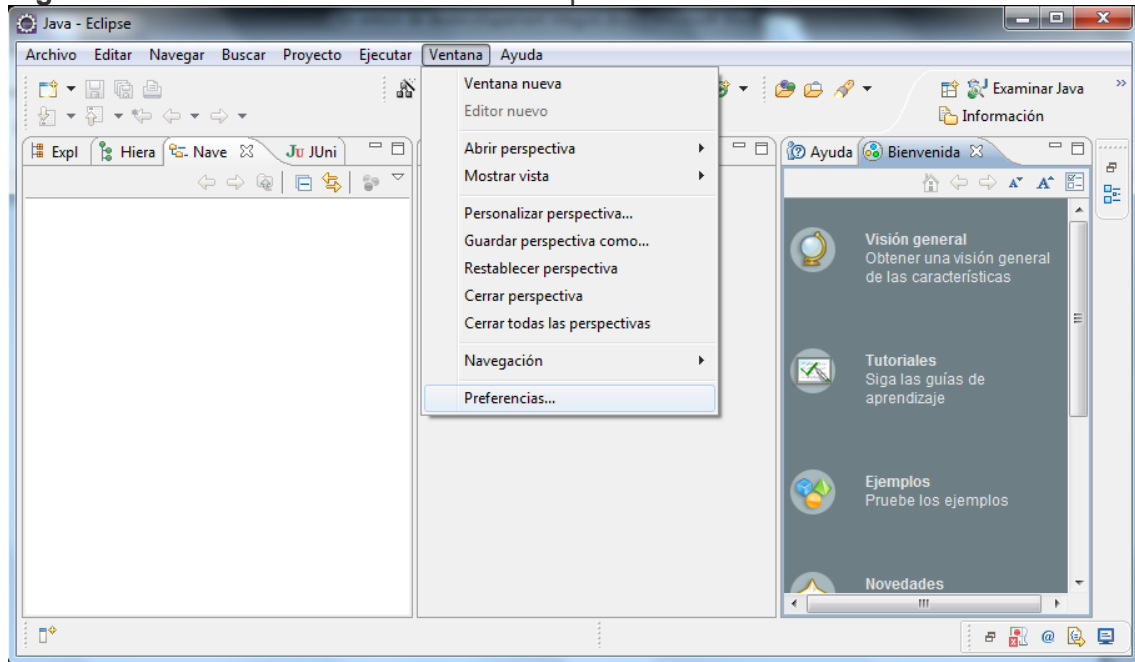 Java - Eclipse
Archivo Editar Navegar Buscar Proyecto Ejecutar Ventana Ayuda
Ventana nueva
Editor nuevo
Abrir perspectiva
Mostrar vista
Personalizar perspectiva...
Guardar perspectiva como...
Restablecer perspectiva
Cerrar perspectiva
Cerrar todas las perspectivas
Navegación
Preferencias...
Examinar Java
Información
Expl Hiera Nave JU JUni
Ayuda Bienvenida
Visión general
Obtener una visión general
de las características
Tutoriales
Siga las guías de
aprendizaje
Ejemplos
Pruebe los ejemplos
Novedades